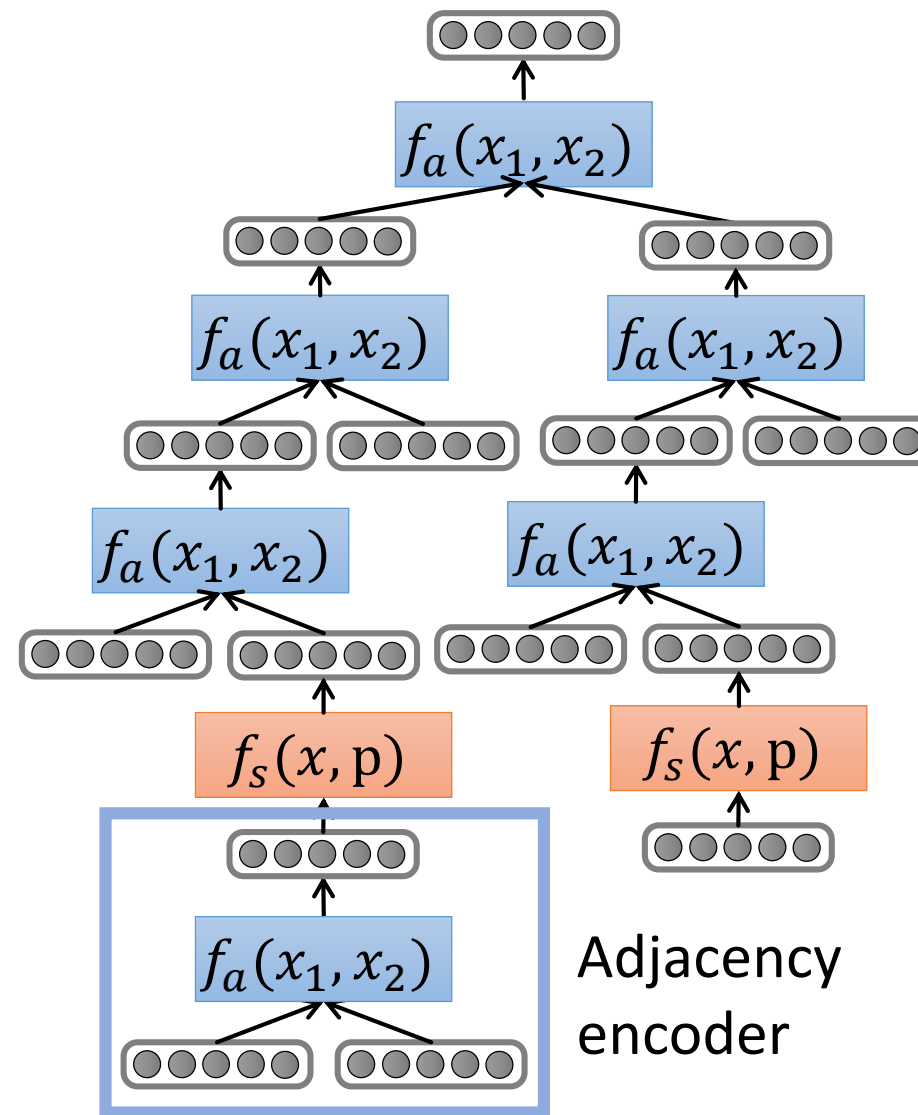 fₐ(x₁, x₂)
fₐ(x₁, x₂)
fₐ(x₁, x₂)
fₐ(x₁, x₂)
fₐ(x₁, x₂)
fₛ(x, p)
fₛ(x, p)
fₐ(x₁, x₂)
Adjacency
encoder